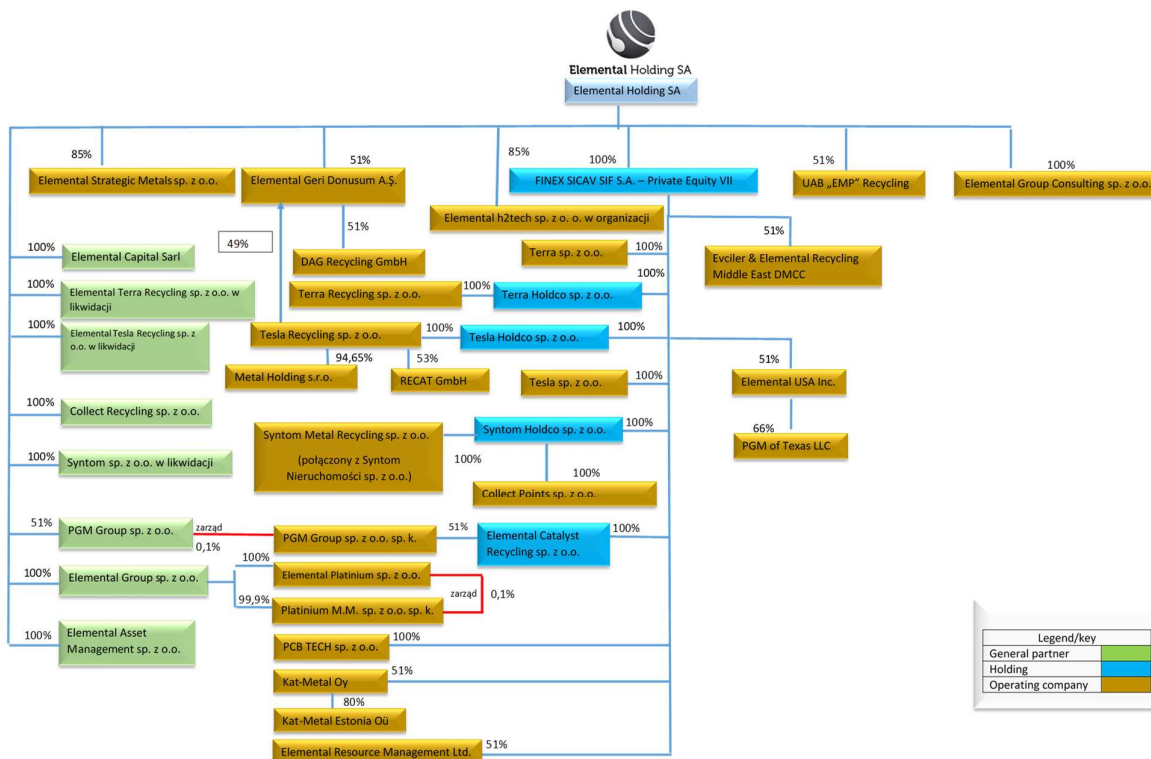 Elemental Holding SA
Elemental Holding SA
85%
Elemental Strategic Metals sp. z o.o.
51%
Elemental Geri Donusum A.Ş.
85%
100%
FINEX SICAV SIF S.A. – Private Equity VII
51%
UAB „EMP” Recycling
100%
Elemental Group Consulting sp. z o.o.
Elemental h2tech sp. z o. o. w organizacji
49%
51%
DAG Recycling GmbH
Terra sp. z o.o.
100%
51%
Evciler & Elemental Recycling
Middle East DMCC
100%
Elemental Capital Sarl
100%
Elemental Terra Recycling sp. z o.o. w
likwidacji
Terra Recycling sp. z o.o.
100%
Terra Holdco sp. z o.o.
100%
100%
Elemental Tesla Recycling sp. z
o.o. w likwidacji
Tesla Recycling sp. z o.o.
100%
Tesla Holdco sp. z o.o.
100%
94,65%
53%
Metal Holding s.r.o.
RECAT GmbH
Tesla sp. z o.o.
100%
51%
Elemental USA Inc.
100%
Collect Recycling sp. z o.o.
66%
PGM of Texas LLC
Syntom Metal Recycling sp. z o.o.
(połączony z Syntom
Nieruchomości sp. z o.o.)
Syntom Holdco sp. z o.o.
100%
100%
100%
Collect Points sp. z o.o.
100%
Syntom sp. z o.o. w likwidacji
51%
PGM Group sp. z o.o.
zarząd
0,1%
PGM Group sp. z o.o. sp. k.
51%
Elemental Catalyst
Recycling sp. z o.o.
100%
100%
Elemental Group sp. z o.o.
100%
Elemental Platinium sp. z o.o.
99,9%
Platinium M.M. sp. z o.o. sp. k.
zarząd
0,1%
100%
Elemental Asset
Management sp. z o.o.
PCB TECH sp. z o.o.
100%
Kat-Metal Oy
51%
80%
Kat-Metal Estonia Oü
Elemental Resource Management Ltd.
51%
Legend/key
General partner
Holding
Operating company